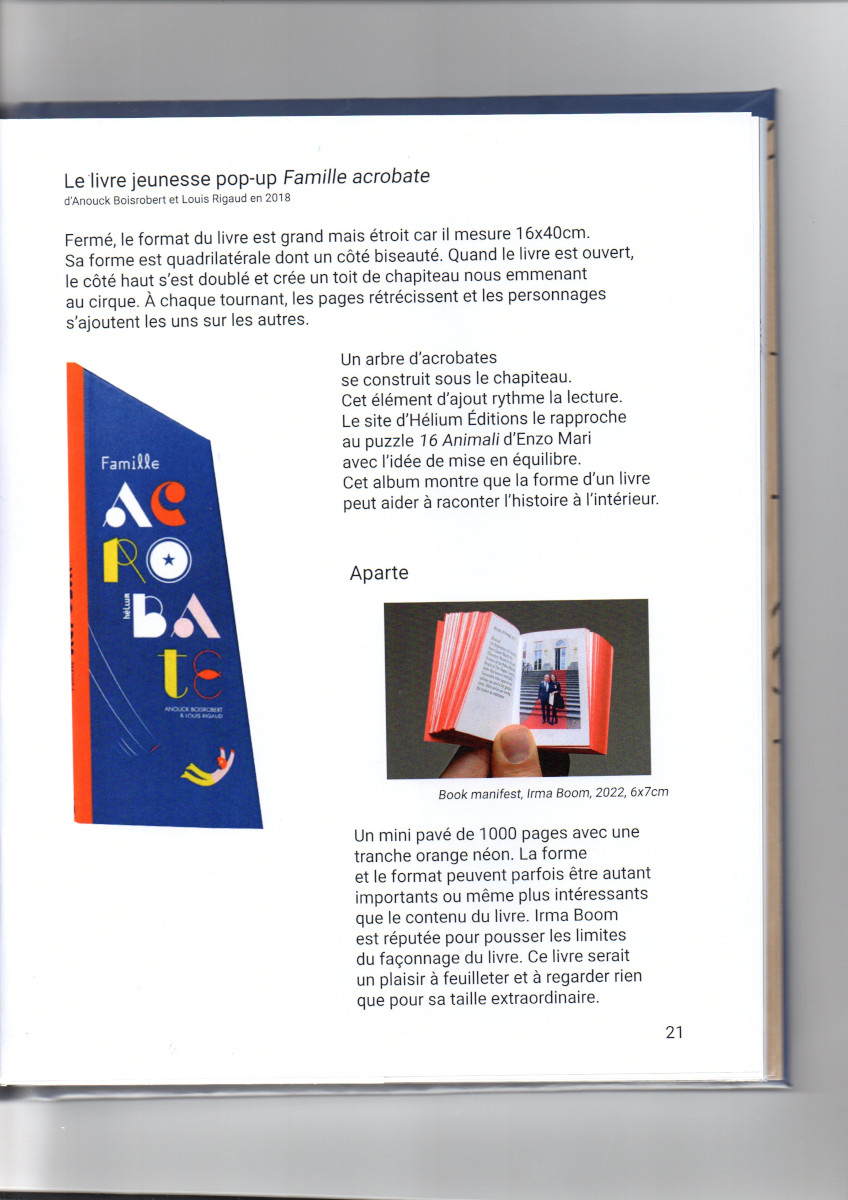 Le livre jeunesse pop-up Famille acrobate
d'Anouck Boisrobert et Louis Rigaud en 2018
Fermé, le format du livre est grand mais étroit car il mesure 16x40cm.
Sa forme est quadrilatérale dont un côté biseauté. Quand le livre est ouvert,
le côté haut s'est doublé et crée un toit de chapiteau nous emmenant
au cirque. À chaque tournant, les pages rétrécissent et les personnages
s'ajoutent les uns sur les autres.
Un arbre d'acrobates
se construit sous le chapiteau.
Cet élément d'ajout rythme la lecture.
Le site d'Hélium Éditions le rapproche
au puzzle 16 Animali d'Enzo Mari
avec l'idée de mise en équilibre.
Cet album montre que la forme d'un livre
peut aider à raconter l'histoire à l'intérieur.
Famille
AC
RO
hélium
BA
tE
ANOUCK BOISROBERT
& LOUIS RIGAUD
Aparte
Book manifest, Irma Boom, 2022, 6x7cm
Un mini pavé de 1000 pages avec une
tranche orange néon. La forme
et le format peuvent parfois être autant
importants ou même plus intéressants
que le contenu du livre. Irma Boom
est réputée pour pousser les limites
du façonnage du livre. Ce livre serait
un plaisir à feuilleter et à regarder rien
que pour sa taille extraordinaire.
21